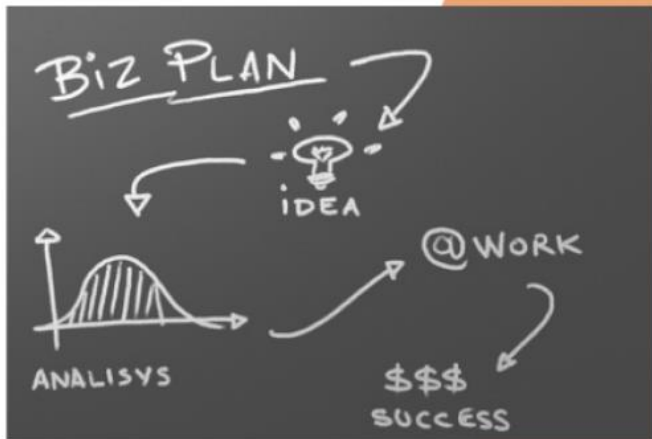 BiZ PLAN
iDEA
ANALISYS
@ WORK
$$$
SUCCESS